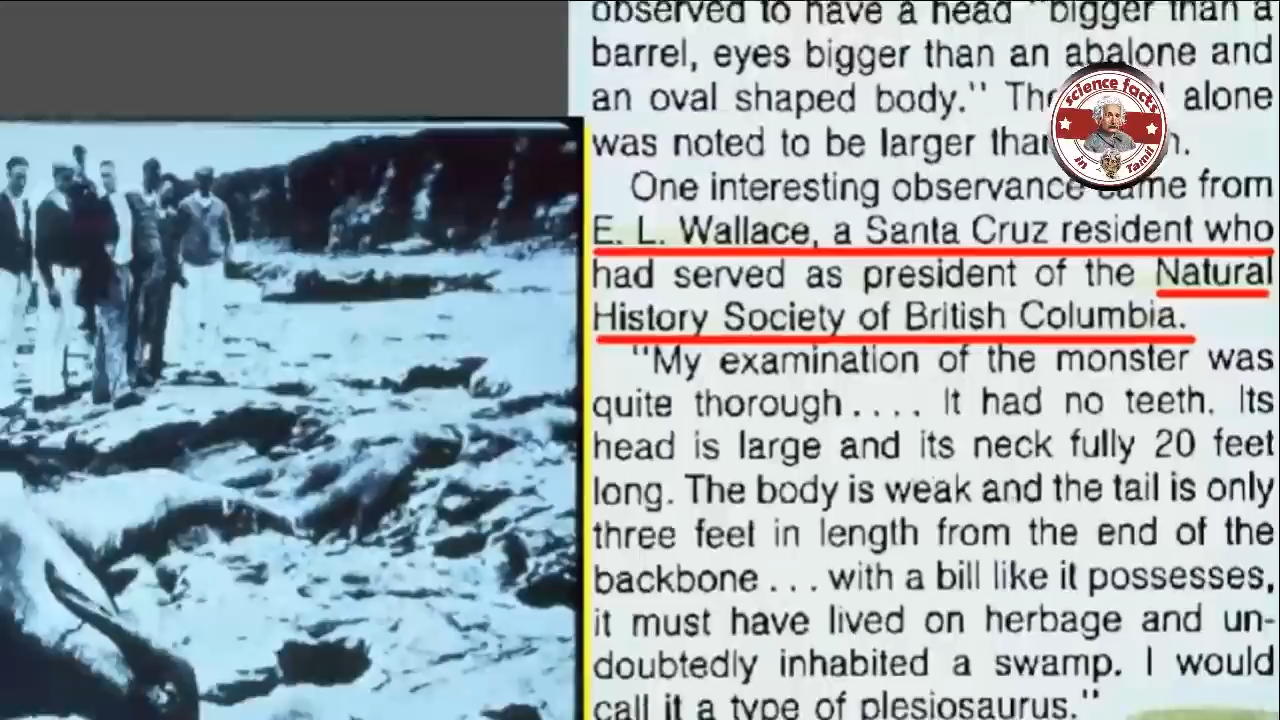 observed to have a head "bigger than a
barrel, eyes bigger than an abalone and
an oval shaped body." alone
was noted to be larger
One interesting observance came from
E. L. Wallace, a Santa Cruz resident who
had served as president of the Natural
History Society of British Columbia.
"My examination of the monster was
quite thorough.... It had no teeth. Its
head is large and its neck fully 20 feet
long. The body is weak and the tail is only
three feet in length from the end of the
backbone... with a bill like it possesses,
it must have lived on herbage and un-
doubtedly inhabited a swamp. I would
call it a type of plesiosaurus."
science facts
in Tamil